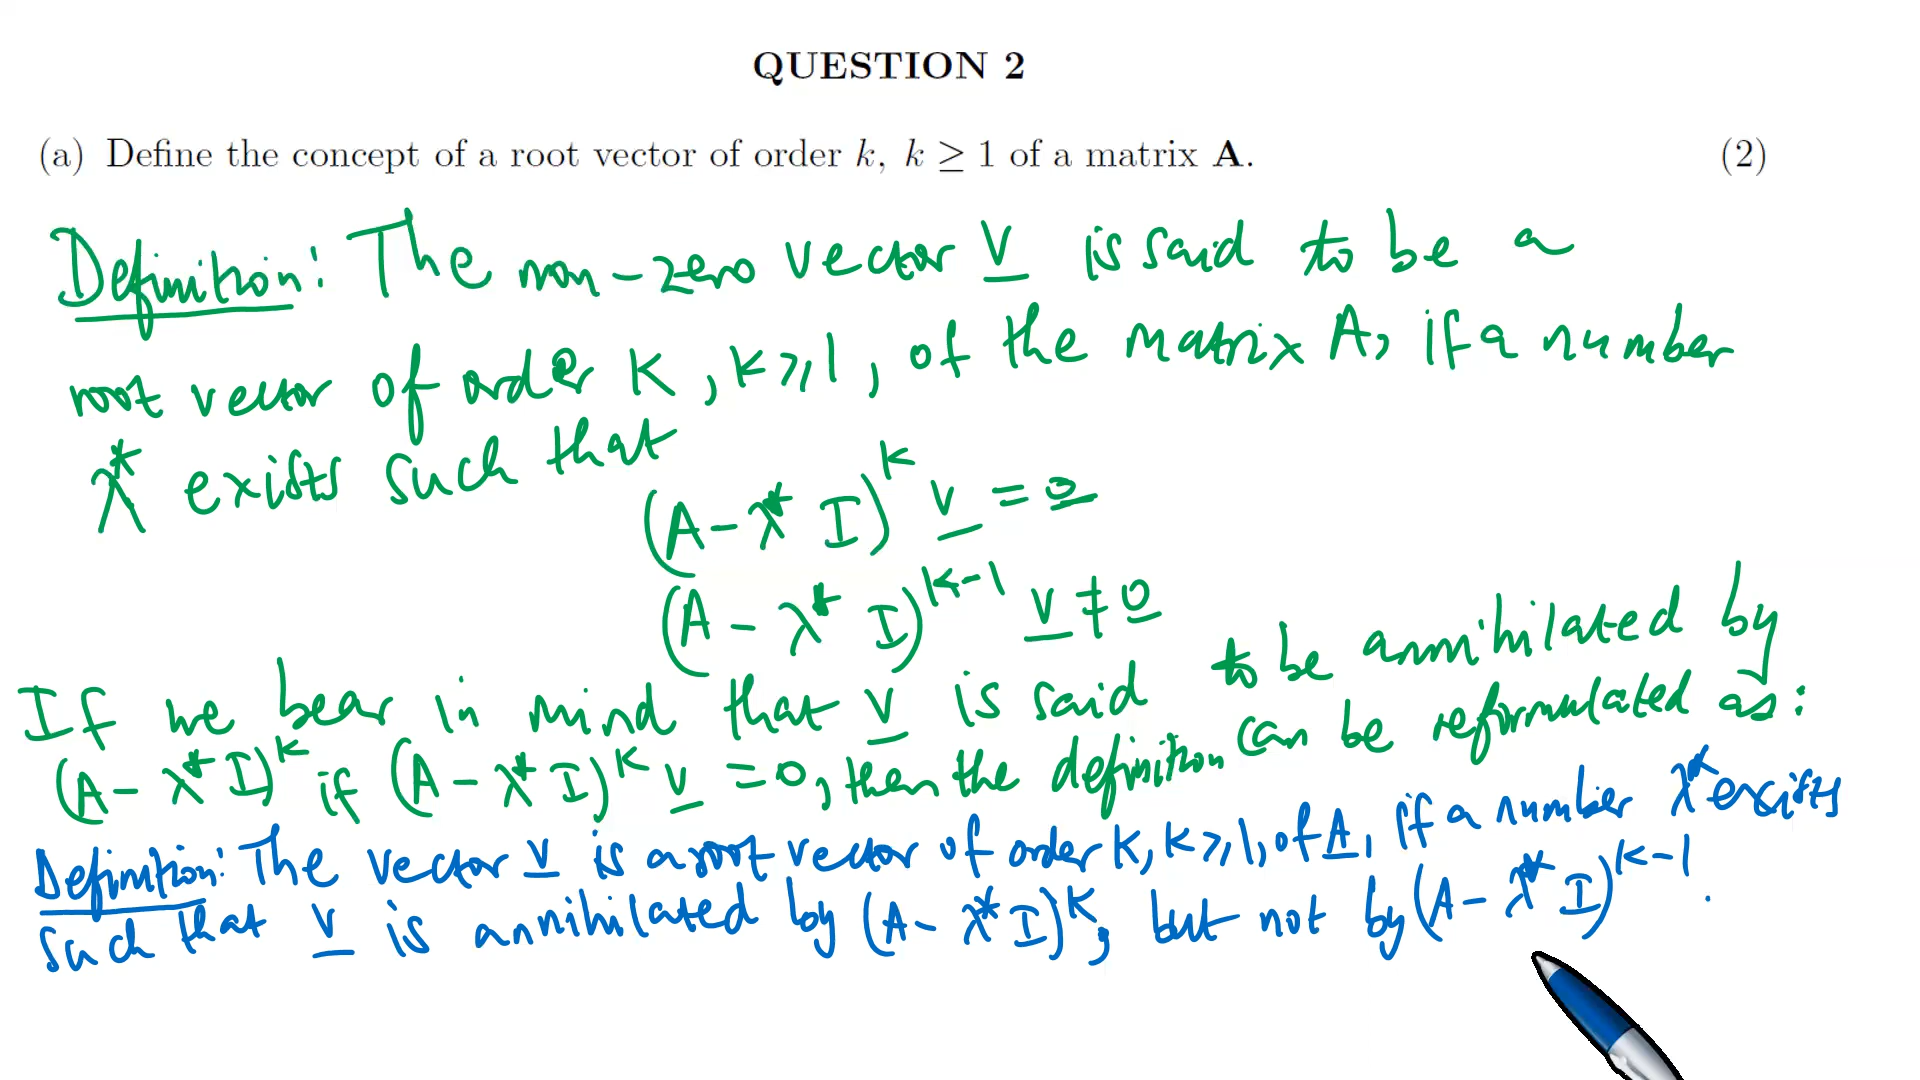 QUESTION 2
(a) Define the concept of a root vector of order k, k ≥ 1 of a matrix A. (2)
Definition: The non-zero vector v is said to be a
root vector of order K, K ≥ 1, of the matrix A, if a number
λ* exists such that
(A - λ* I)^K v = 0
(A - λ* I)^{K-1} v ≠ 0
If we bear in mind that v is said to be annihilated by
(A - λ* I)^K if (A - λ* I)^K v = 0, then the definition can be reformulated as:
Definition: The vector v is a root vector of order K, K ≥ 1, of A, if a number λ* exists
such that v is annihilated by (A - λ* I)^K, but not by (A - λ* I)^{K-1}.